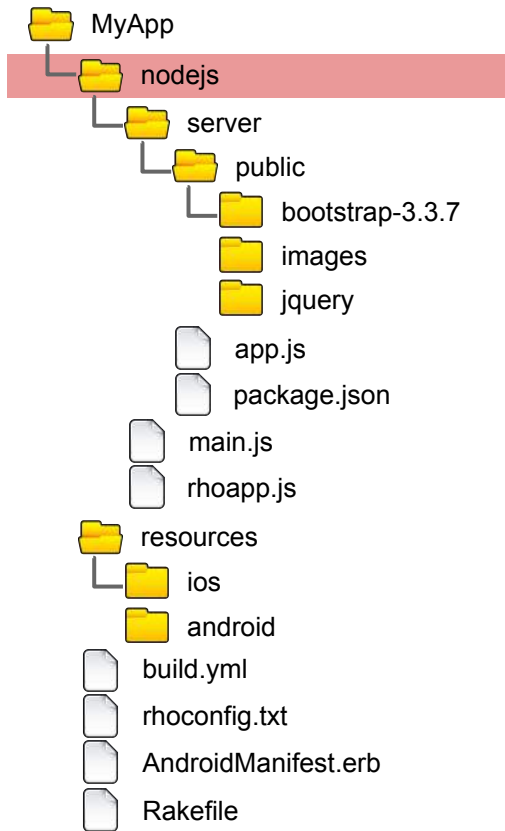 MyApp
nodejs
server
public
bootstrap-3.3.7
images
jquery
app.js
package.json
main.js
rhoapp.js
resources
ios
android
build.yml
rhoconfig.txt
AndroidManifest.erb
Rakefile